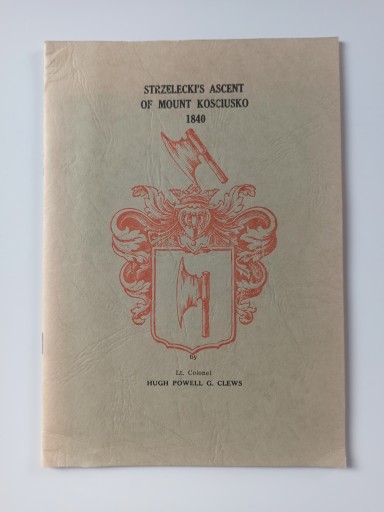 STRZELECKI'S ASCENT
OF MOUNT KOSCIUSKO
1840
by
Lt. Colonel
HUGH POWELL G. CLEWS